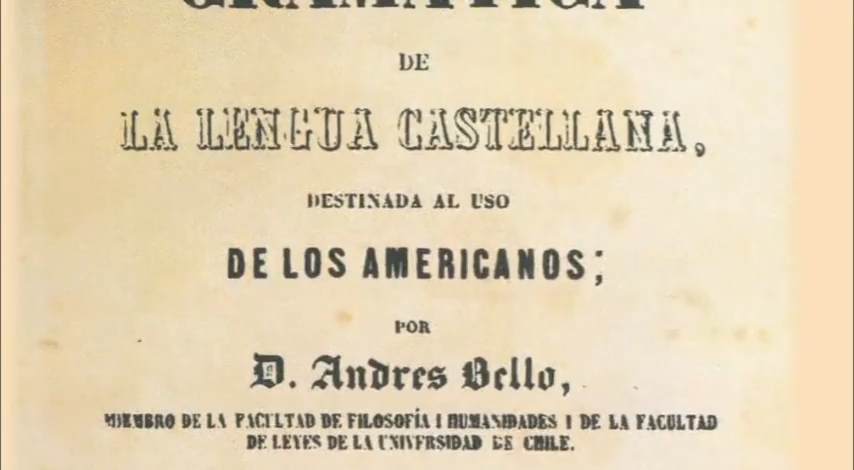 GRAMATICA
DE
LA LENGUA CASTELLANA,
DESTINADA AL USO
DE LOS AMERICANOS;
POR
D. Andres Bello,
MIEMBRO DE LA FACULTAD DE FILOSOFÍA I HUMANIDADES I DE LA FACULTAD
DE LEYES DE LA UNIVERSIDAD DE CHILE.